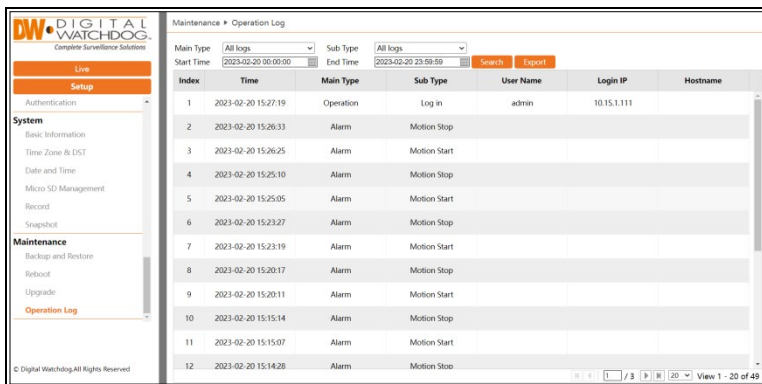 DW DIGITAL WATCHDOG®
Complete Surveillance Solutions
Live
Setup
Authentication
System
Basic Information
Time Zone & DST
Date and Time
Micro SD Management
Record
Snapshot
Maintenance
Backup and Restore
Reboot
Upgrade
Operation Log
© Digital Watchdog.All Rights Reserved
Maintenance ▶ Operation Log
Main Type All logs Sub Type All logs
Start Time 2023-02-20 00:00:00 End Time 2023-02-20 23:59:59 Search Export
Index Time Main Type Sub Type User Name Login IP Hostname
1 2023-02-20 15:27:19 Operation Log in admin 10.15.1.111
2 2023-02-20 15:26:33 Alarm Motion Stop
3 2023-02-20 15:26:25 Alarm Motion Start
4 2023-02-20 15:25:10 Alarm Motion Stop
5 2023-02-20 15:25:05 Alarm Motion Start
6 2023-02-20 15:23:27 Alarm Motion Stop
7 2023-02-20 15:23:19 Alarm Motion Start
8 2023-02-20 15:20:17 Alarm Motion Stop
9 2023-02-20 15:20:11 Alarm Motion Start
10 2023-02-20 15:15:14 Alarm Motion Stop
11 2023-02-20 15:15:07 Alarm Motion Start
12 2023-02-20 15:14:28 Alarm Motion Stop
1 / 3 20 View 1 - 20 of 49